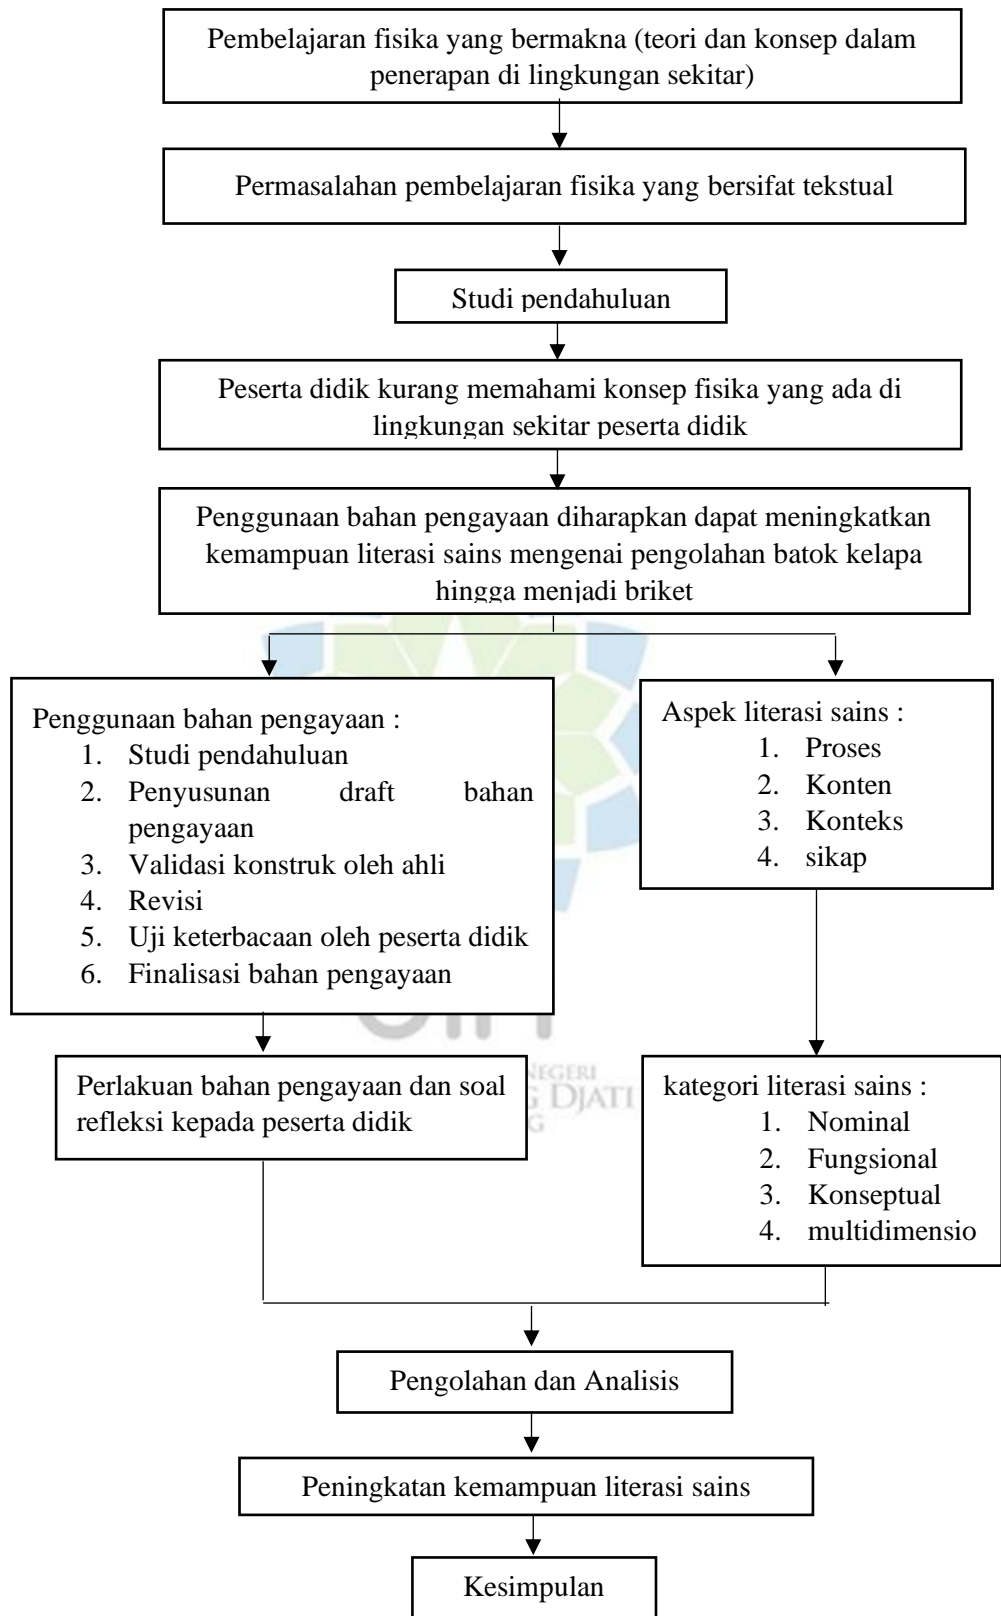 Pembelajaran fisika yang bermakna (teori dan konsep dalam
penerapan di lingkungan sekitar)
Permasalahan pembelajaran fisika yang bersifat tekstual
Studi pendahuluan
Peserta didik kurang memahami konsep fisika yang ada di
lingkungan sekitar peserta didik
Penggunaan bahan pengayaan diharapkan dapat meningkatkan
kemampuan literasi sains mengenai pengolahan batok kelapa
hingga menjadi briket
Penggunaan bahan pengayaan :
1. Studi pendahuluan
2. Penyusunan draft bahan
pengayaan
3. Validasi konstruk oleh ahli
4. Revisi
5. Uji keterbacaan oleh peserta didik
6. Finalisasi bahan pengayaan
Aspek literasi sains :
1. Proses
2. Konten
3. Konteks
4. sikap
Perlakuan bahan pengayaan dan soal
refleksi kepada peserta didik
NEGERI
DJATI
kategori literasi sains :
1. Nominal
2. Fungsional
3. Konseptual
4. multidimensio
Pengolahan dan Analisis
Peningkatan kemampuan literasi sains
Kesimpulan